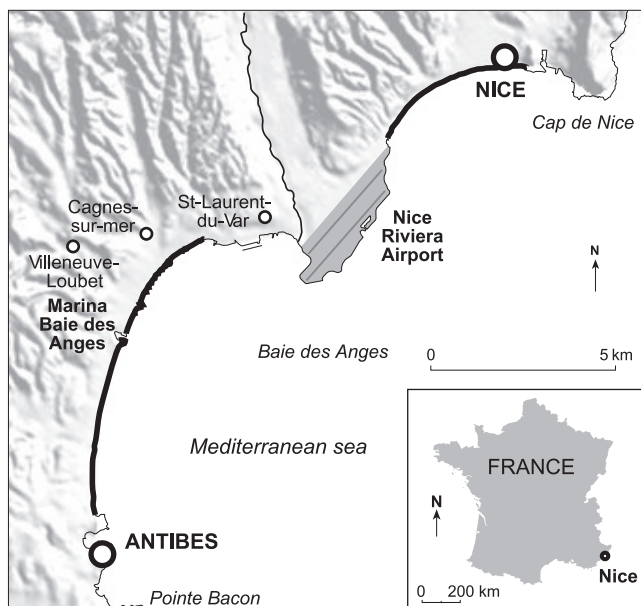 NICE
Cap de Nice
St-Laurent-
du-Var
Cagnes-
sur-mer
Nice
Riviera
Airport
Villeneuve-
Loubet
N
Marina
Baie des
Anges
Baie des Anges
0 5 km
Mediterranean sea
FRANCE
N
ANTIBES
Nice
0 200 km
Pointe Bacon